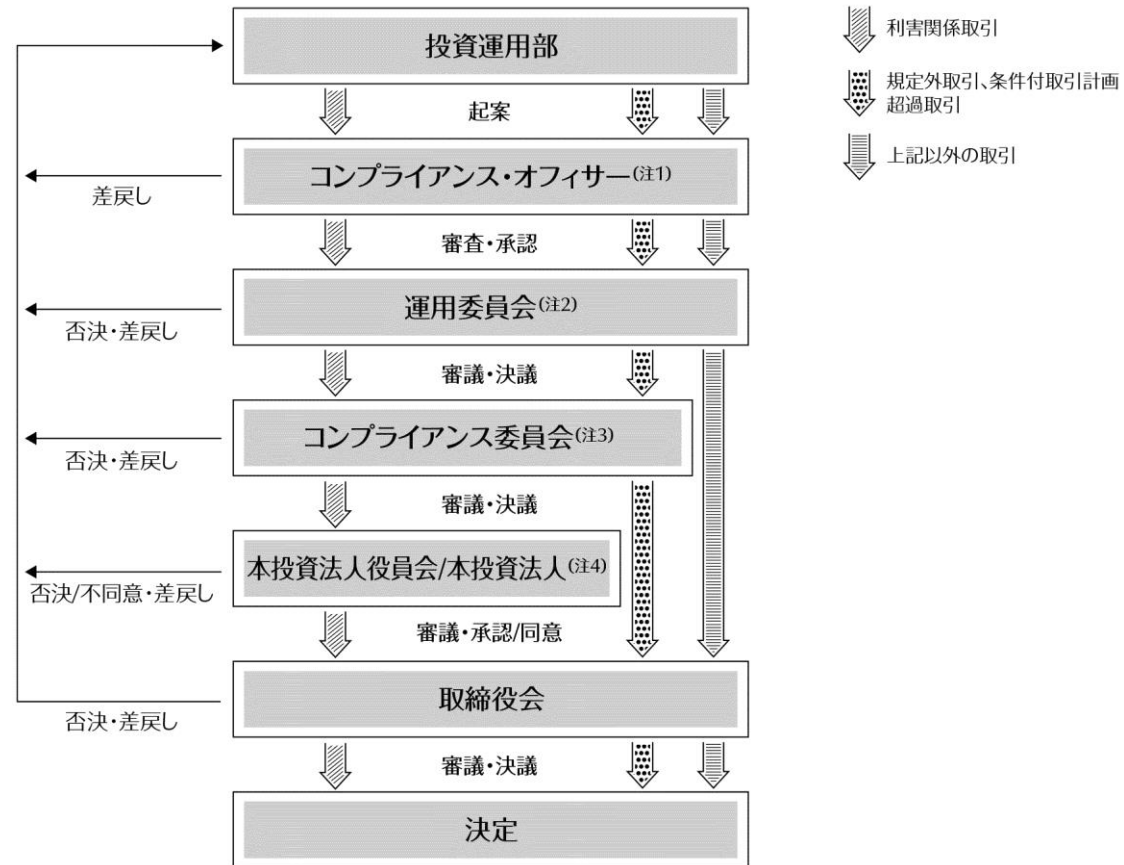 投資運用部
利害関係取引
規定外取引、条件付取引計画
超過取引
上記以外の取引
起案
コンプライアンス・オフィサー(注1)
差戻し
審査・承認
運用委員会(注2)
否決・差戻し
審議・決議
コンプライアンス委員会(注3)
否決・差戻し
審議・決議
本投資法人役員会/本投資法人(注4)
否決/不同意・差戻し
審議・承認/同意
取締役会
否決・差戻し
審議・決議
決定